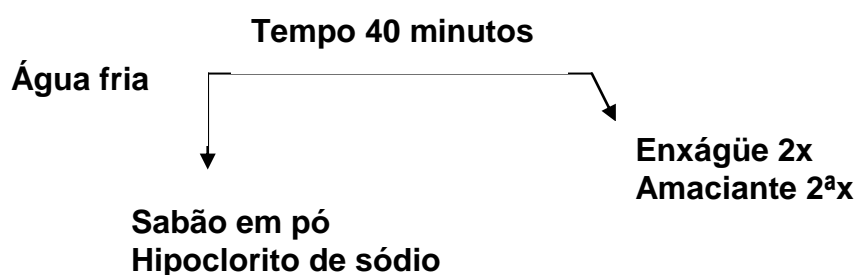 Tempo 40 minutos
Água fria
Enxágüe 2x
Amaciante 2ªx
Sabão em pó
Hipoclorito de sódio